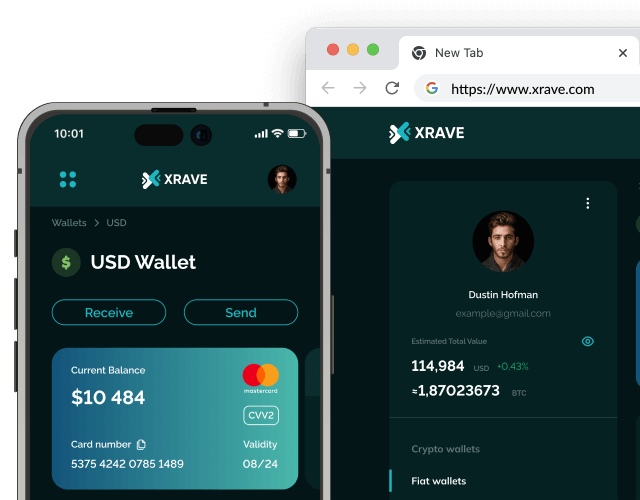 New Tab
https://www.xrave.com
XRAVE
Dustin Hofman
example@gmail.com
Estimated Total Value
114,984 USD +0.43%
≈1,87023673 BTC
Crypto wallets
Fiat wallets
10:01
XRAVE
Wallets > USD
$ USD Wallet
Receive Send
Current Balance
$10 484
mastercard
CVV2
Card number Validity
5375 4242 0785 1489 08/24